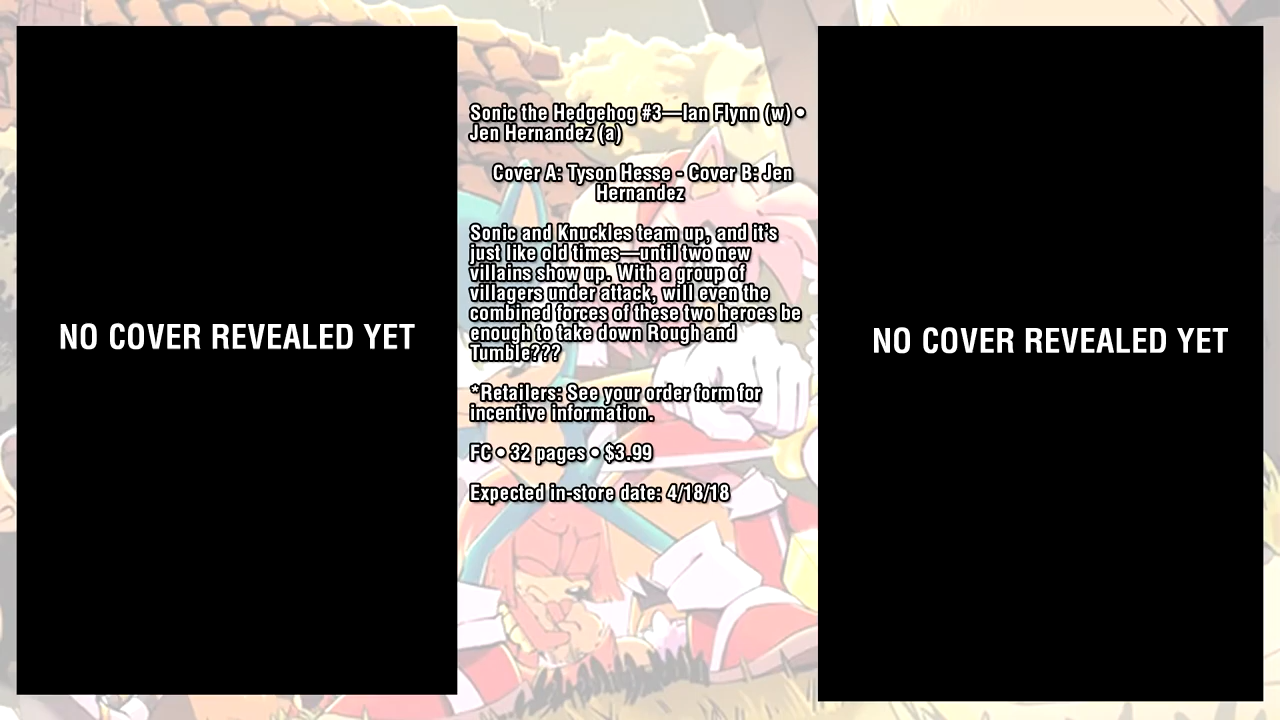 NO COVER REVEALED YET
Sonic the Hedgehog #3—Ian Flynn (w) •
Jen Hernandez (a)
Cover A: Tyson Hesse - Cover B: Jen
Hernandez
Sonic and Knuckles team up, and it's
just like old times—until two new
villains show up. With a group of
villagers under attack, will even the
combined forces of these two heroes be
enough to take down Rough and
Tumble???
*Retailers: See your order form for
incentive information.
FC • 32 pages • $3.99
Expected in-store date: 4/18/18
NO COVER REVEALED YET